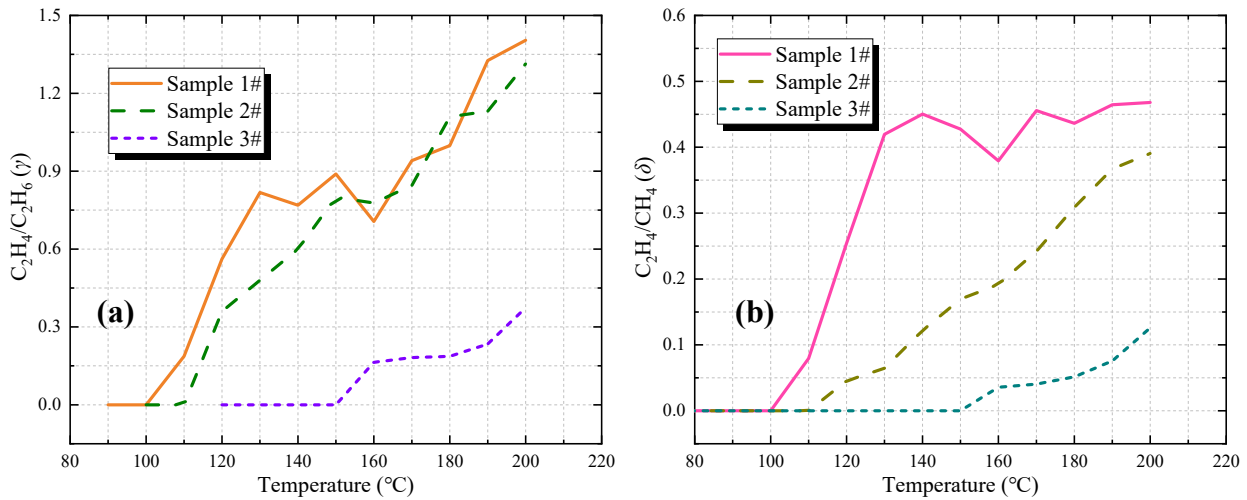 Sample 1#
Sample 2#
Sample 3#
(a)
C₂H₄/C₂H₆ (γ)
1.5
1.2
0.9
0.6
0.3
0.0
80 100 120 140 160 180 200 220
Temperature (℃)
Sample 1#
Sample 2#
Sample 3#
(b)
C₂H₄/CH₄ (δ)
0.6
0.5
0.4
0.3
0.2
0.1
0.0
80 100 120 140 160 180 200 220
Temperature (℃)